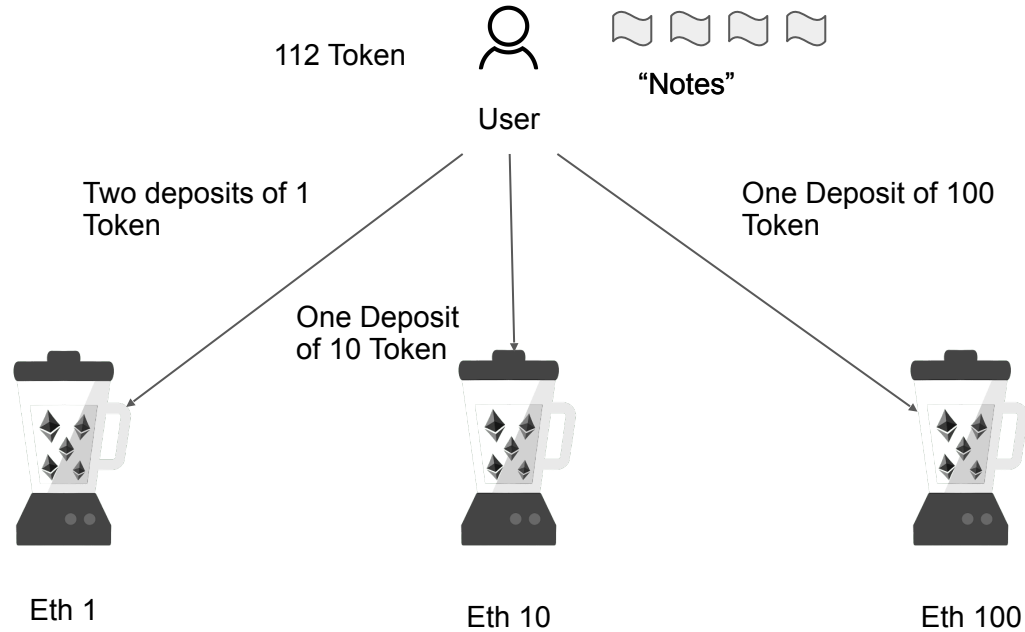 112 Token
“Notes”
User
Two deposits of 1
Token
One Deposit of 100
Token
One Deposit
of 10 Token
Eth 1
Eth 10
Eth 100